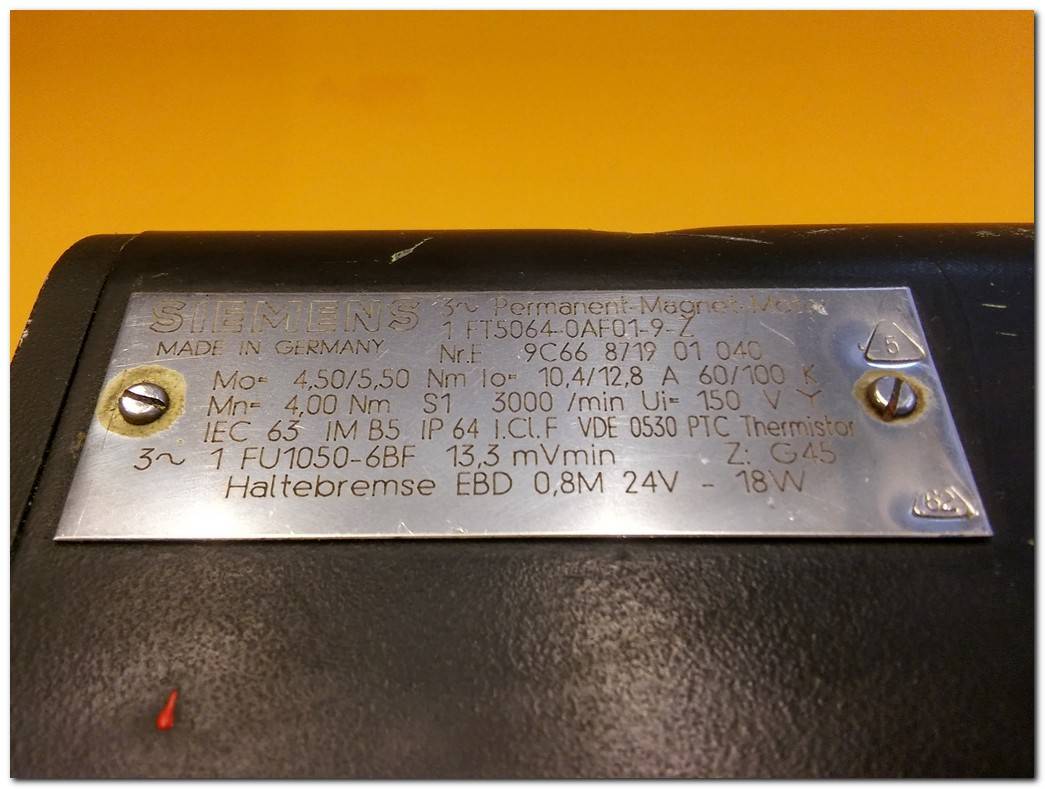 SIEMENS 3~ Permanent-Magnet-Motor
1 FT5064-0AF01-9-Z
MADE IN GERMANY Nr.E 9C66 8719 01 040
5
Mo= 4,50/5,50 Nm Io= 10,4/12,8 A 60/100 K
Mn= 4,00 Nm S1 3000 /min Ui= 150 V Y
IEC 63 IM B5 IP 64 I.Cl.F VDE 0530 PTC Thermistor
3~ 1 FU1050-6BF 13,3 mVmin Z: G45
Haltebremse EBD 0,8M 24V - 18W
62